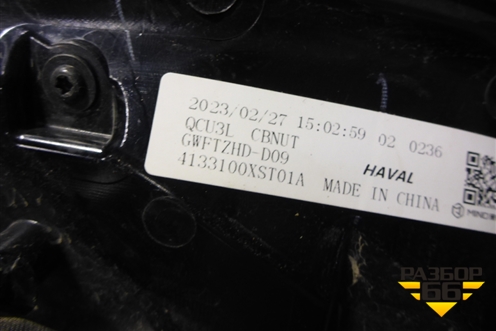 2023/02/27 15:02:59 02 0236
QCU3L CBNUT
GWFTZHD-D09
4133100XST01A
HAVAL
MADE IN CHINA
РАЗБОР
66